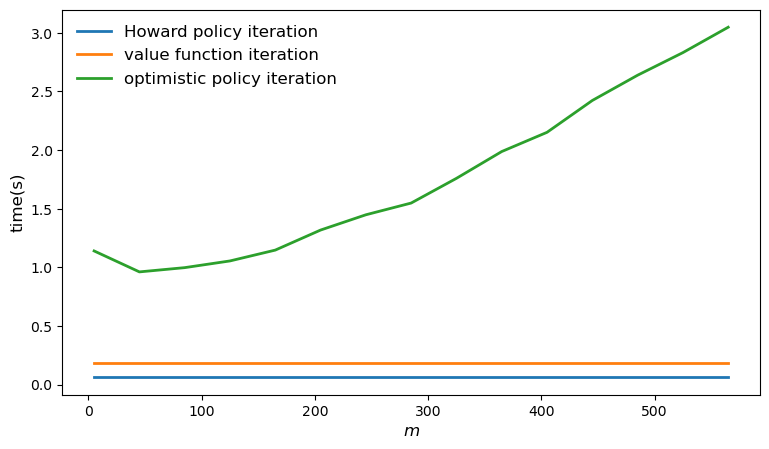 Howard policy iteration
value function iteration
optimistic policy iteration
3.0
2.5
2.0
1.5
1.0
0.5
0.0
time(s)
0 100 200 300 400 500
m